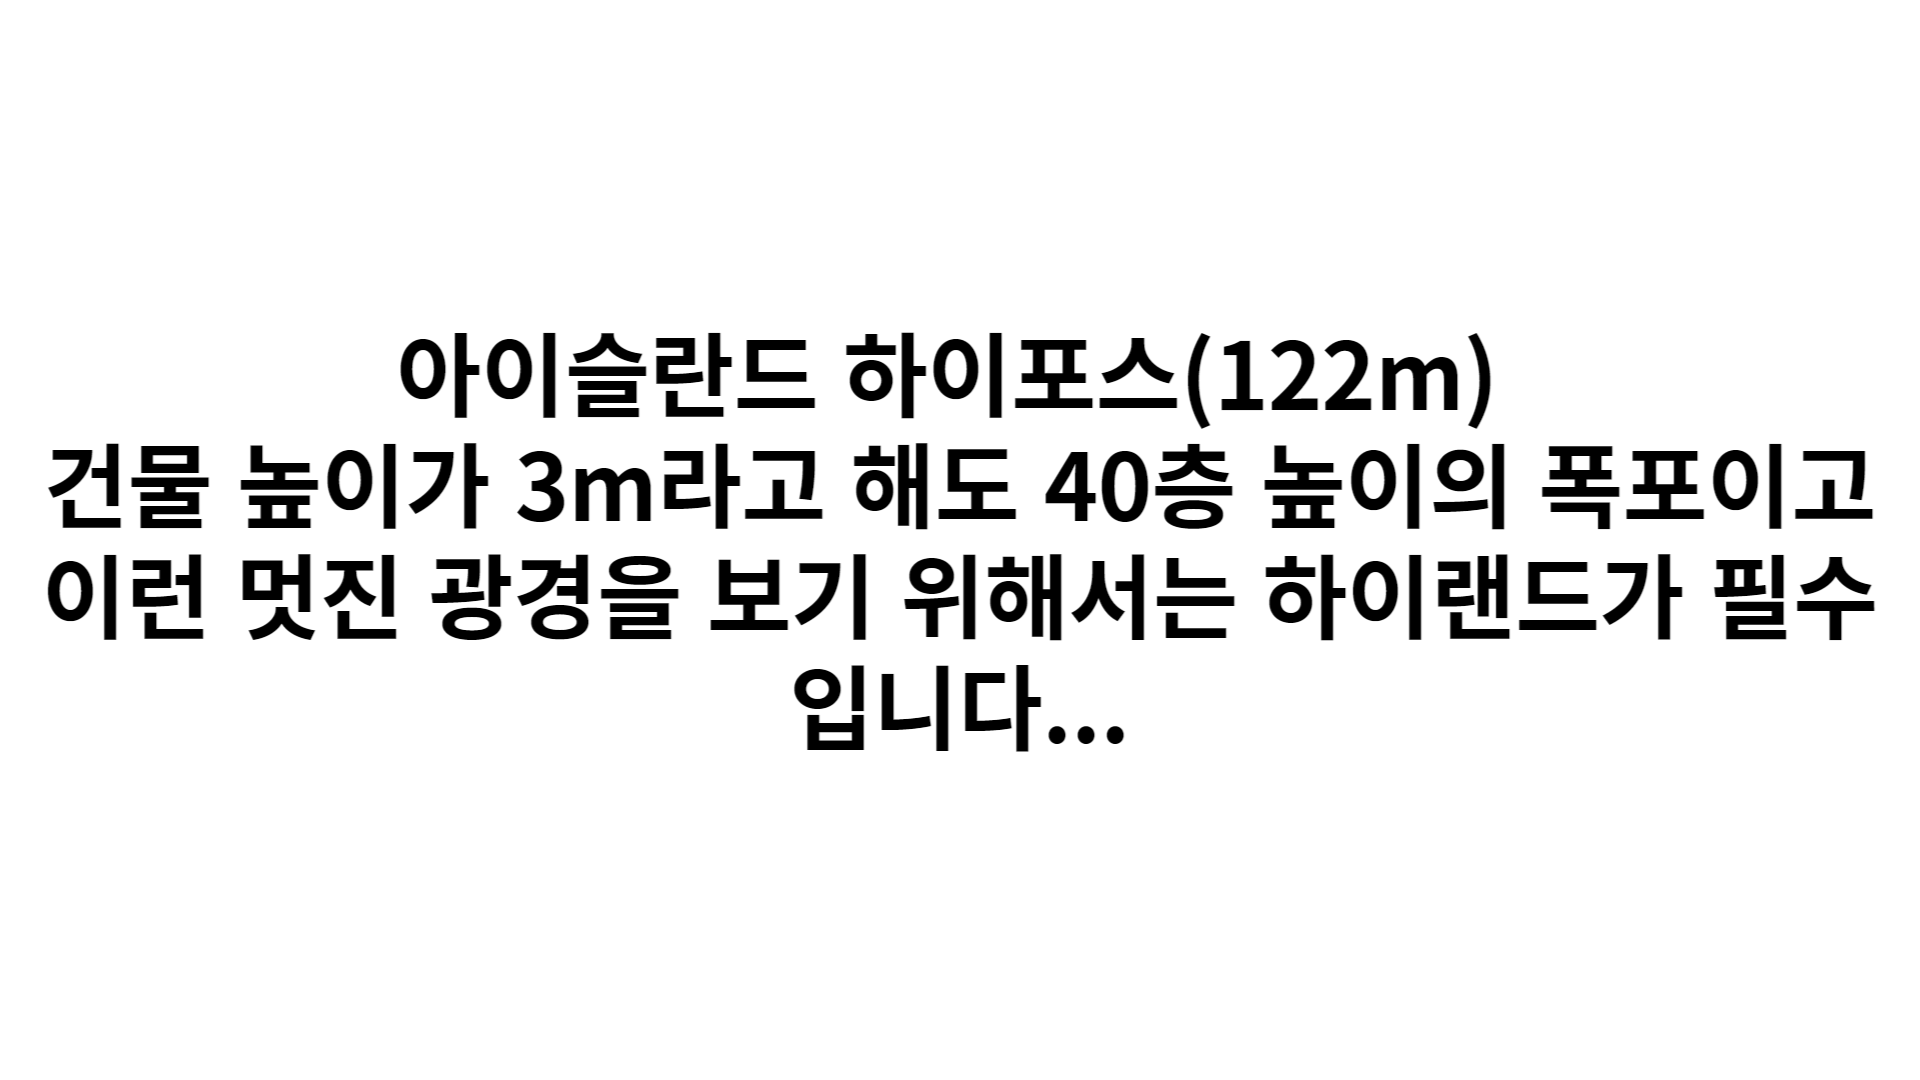 아이슬란드 하이포스(122m)
건물 높이가 3m라고 해도 40층 높이의 폭포이고
이런 멋진 광경을 보기 위해서는 하이랜드가 필수
입니다...